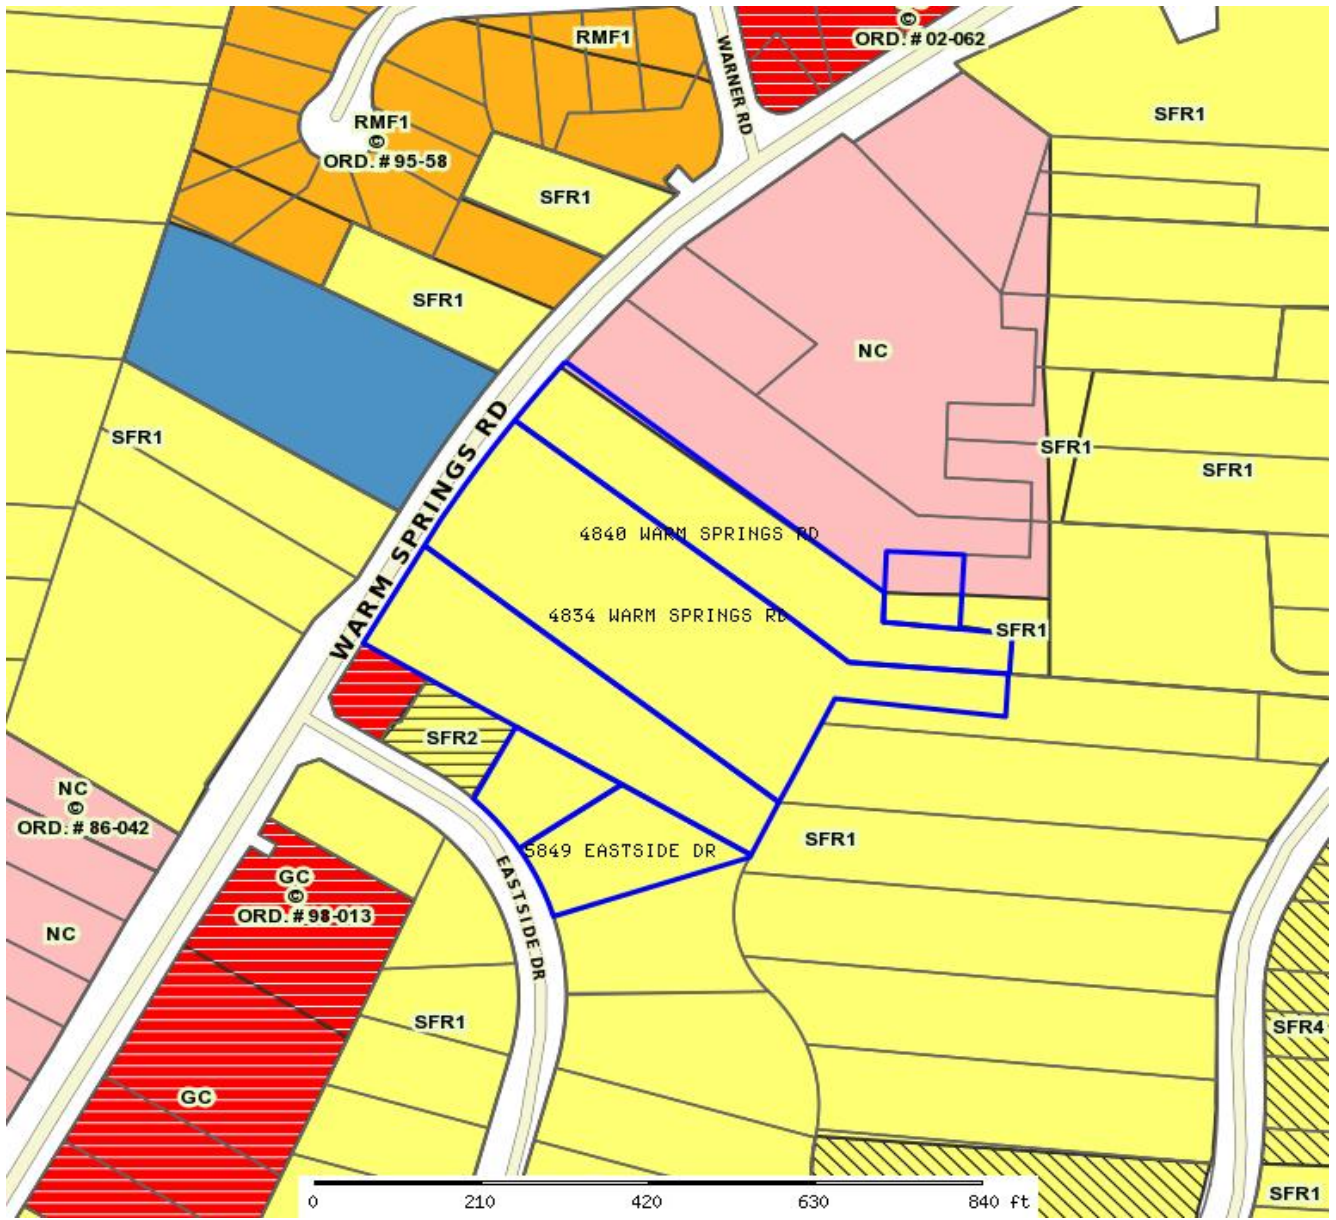 ©
ORD. # 02-062
RMF1
WARNER RD
SFR1
RMF1
©
ORD. # 95-58
SFR1
SFR1
NC
SFR1
WARM SPRINGS RD
SFR1
SFR1
4840 WARM SPRINGS RD
4834 WARM SPRINGS RD
SFR1
SFR2
NC
©
ORD. # 86-042
SFR1
5849 EASTSIDE DR
GC
©
ORD. # 98-013
EASTSIDE DR
NC
SFR1
SFR4
GC
SFR1
0 210 420 630 840 ft